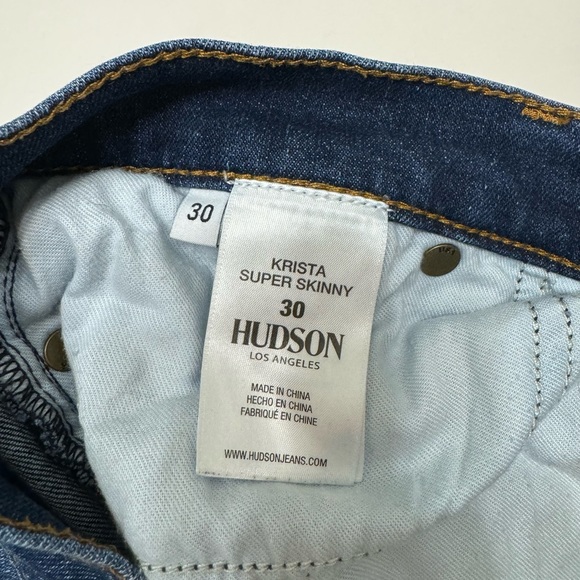 30
KRISTA
SUPER SKINNY
30
HUDSON
LOS ANGELES
MADE IN CHINA
HECHO EN CHINA
FABRIQUÉ EN CHINE
WWW.HUDSONJEANS.COM